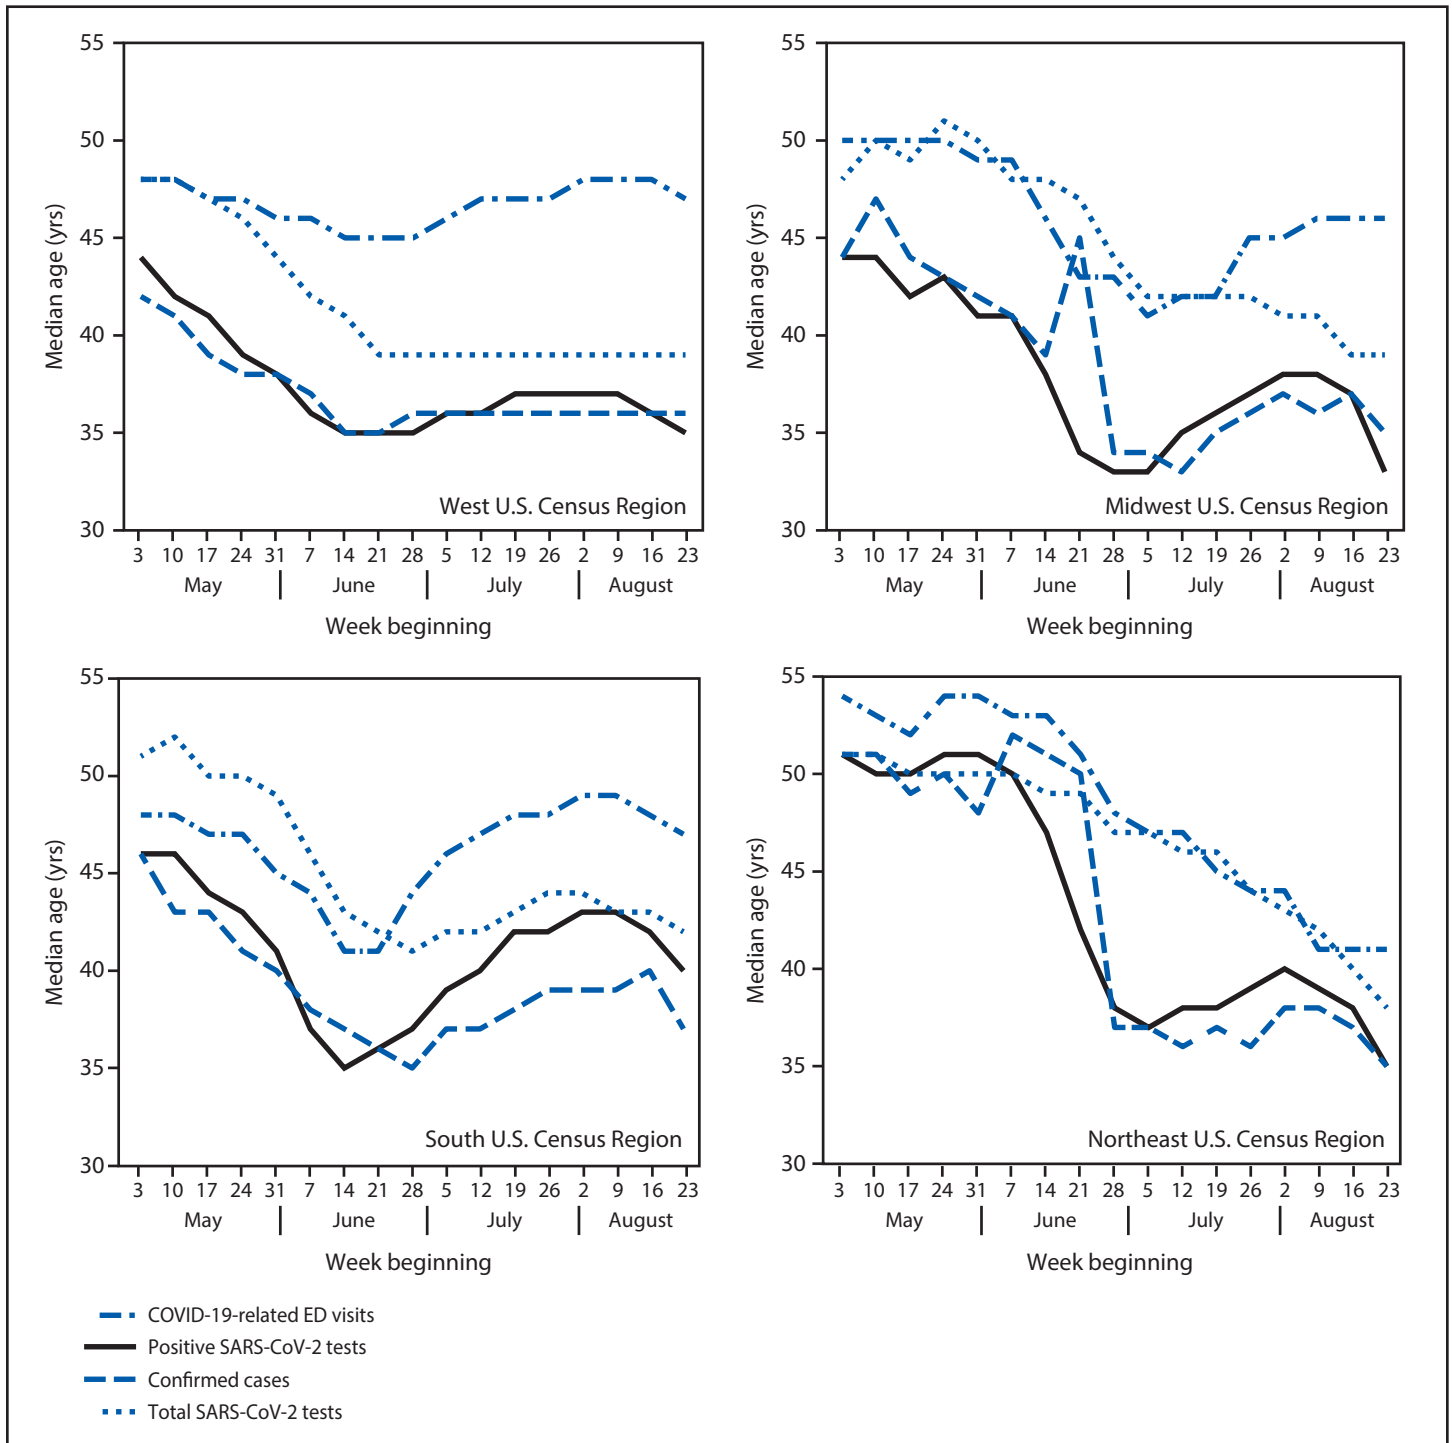 55
50
45
40
35
30
Median age (yrs)
West U.S. Census Region
3 10 17 24 31 7 14 21 28 5 12 19 26 2 9 16 23
May | June | July | August
Week beginning
55
50
45
40
35
30
Median age (yrs)
Midwest U.S. Census Region
3 10 17 24 31 7 14 21 28 5 12 19 26 2 9 16 23
May | June | July | August
Week beginning
55
50
45
40
35
30
Median age (yrs)
South U.S. Census Region
3 10 17 24 31 7 14 21 28 5 12 19 26 2 9 16 23
May | June | July | August
Week beginning
55
50
45
40
35
30
Median age (yrs)
Northeast U.S. Census Region
3 10 17 24 31 7 14 21 28 5 12 19 26 2 9 16 23
May | June | July | August
Week beginning
COVID-19-related ED visits
Positive SARS-CoV-2 tests
Confirmed cases
Total SARS-CoV-2 tests